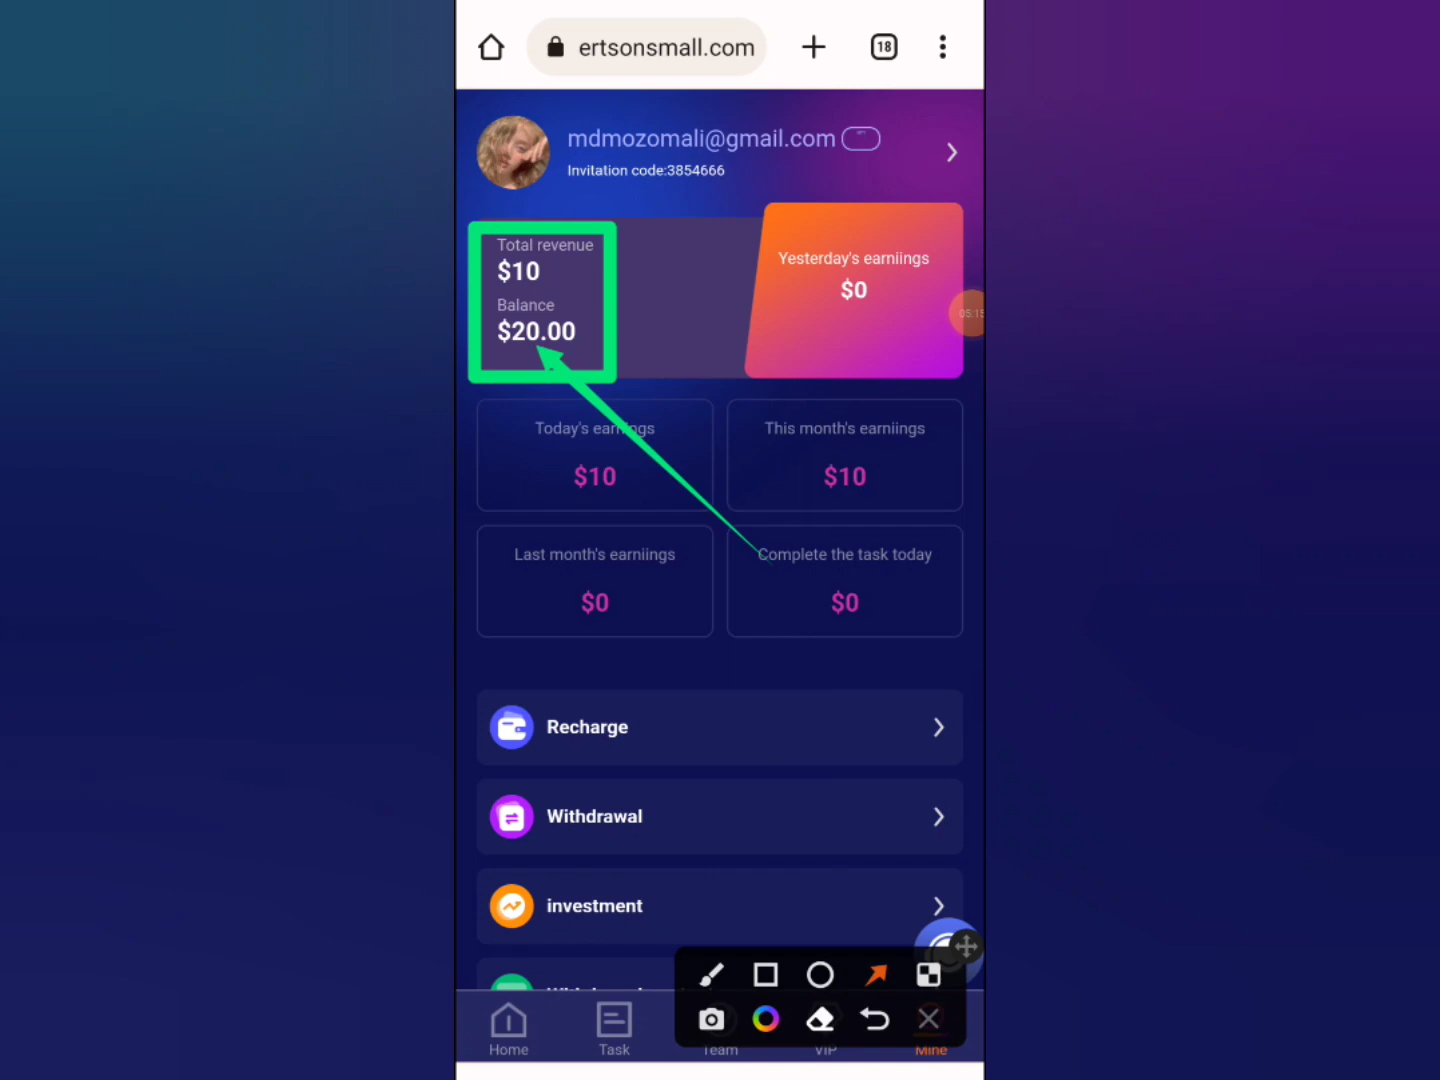 ertsonsmall.com
18
mdmozomali@gmail.com
Invitation code:3854666
Total revenue
$10
Balance
$20.00
Yesterday's earniings
$0
05:15
Today's earnings
$10
This month's earniings
$10
Last month's earniings
$0
Complete the task today
$0
Recharge
Withdrawal
investment
Home
Task
Team
VIP
Mine